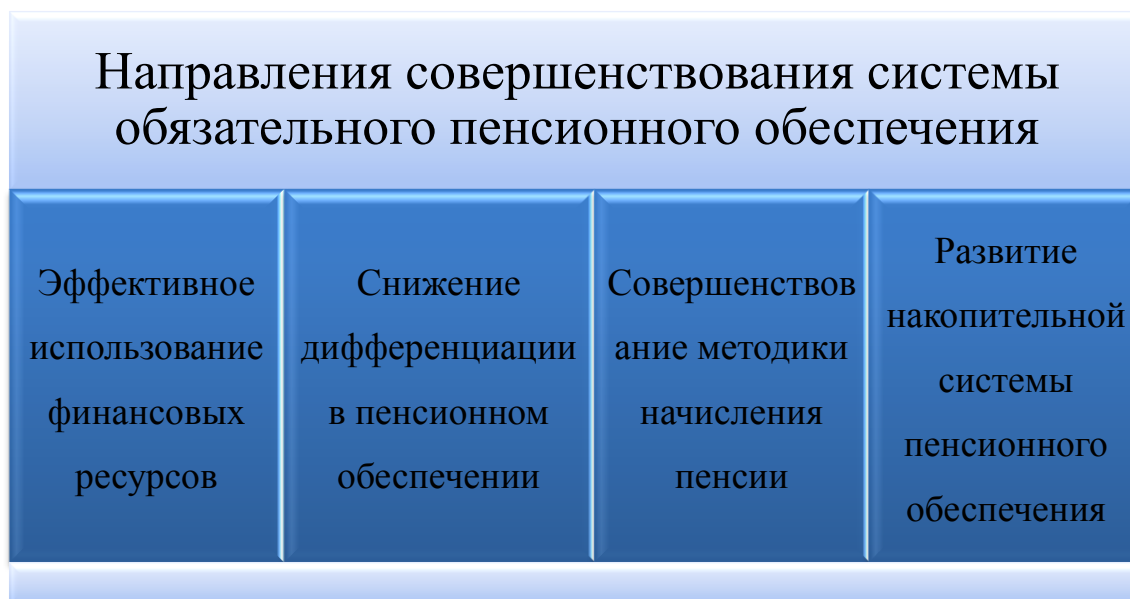 Направления совершенствования системы
обязательного пенсионного обеспечения
Эффективное
использование
финансовых
ресурсов
Снижение
дифференциации
в пенсионном
обеспечении
Совершенствов
ание методики
начисления
пенсии
Развитие
накопительной
системы
пенсионного
обеспечения